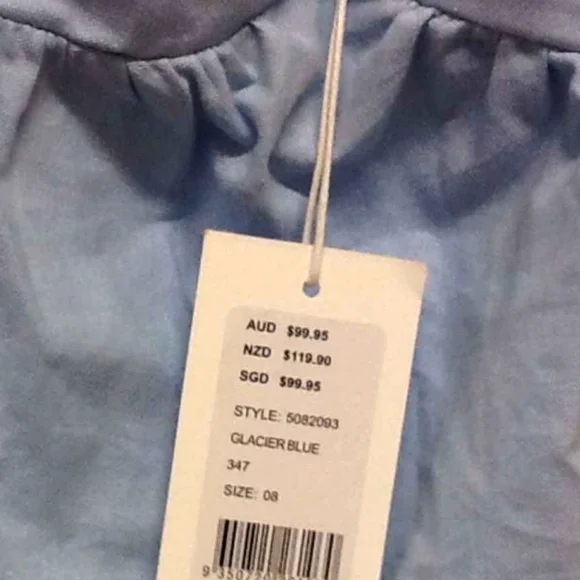 AUD $99.95
NZD $119.90
SGD $99.95
STYLE: 5082093
GLACIER BLUE
347
SIZE: 08